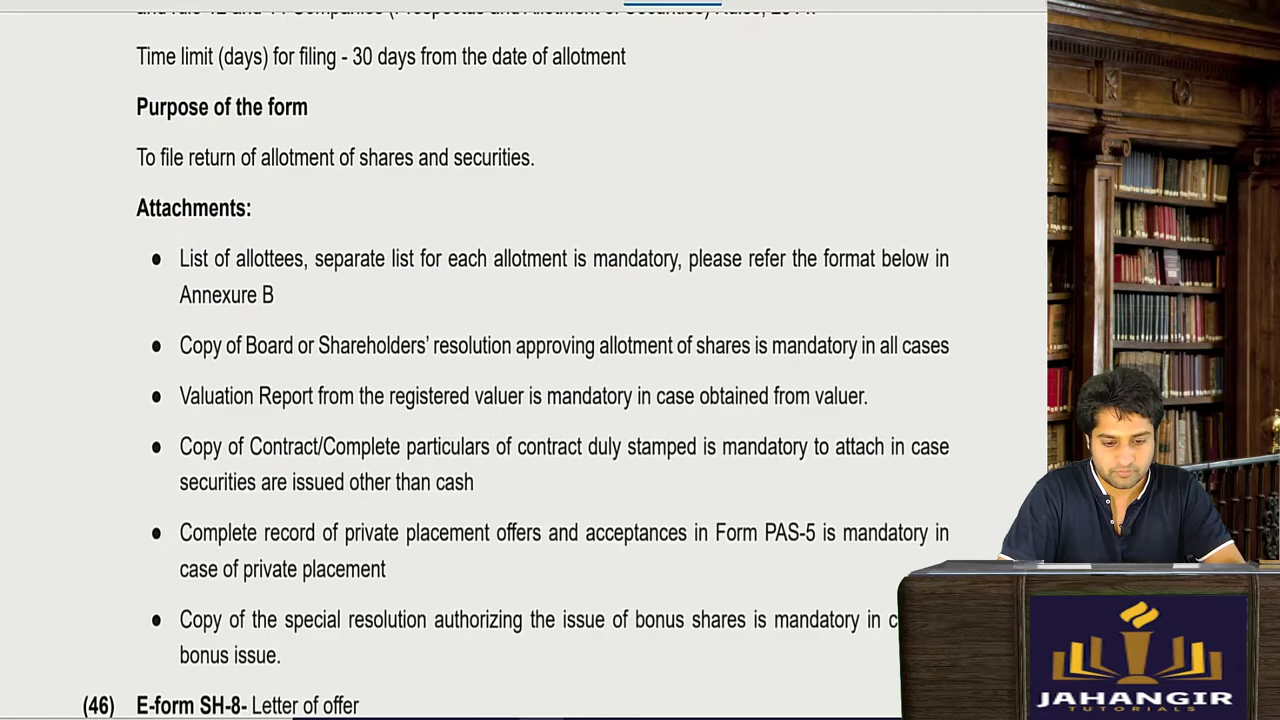 Time limit (days) for filing - 30 days from the date of allotment
Purpose of the form
To file return of allotment of shares and securities.
Attachments:
● List of allottees, separate list for each allotment is mandatory, please refer the format below in
Annexure B
● Copy of Board or Shareholders' resolution approving allotment of shares is mandatory in all cases
● Valuation Report from the registered valuer is mandatory in case obtained from valuer.
● Copy of Contract/Complete particulars of contract duly stamped is mandatory to attach in case
securities are issued other than cash
● Complete record of private placement offers and acceptances in Form PAS-5 is mandatory in
case of private placement
● Copy of the special resolution authorizing the issue of bonus shares is mandatory in
bonus issue.
(46) E-form SH-8- Letter of offer
JAHANGIR
TUTORIALS